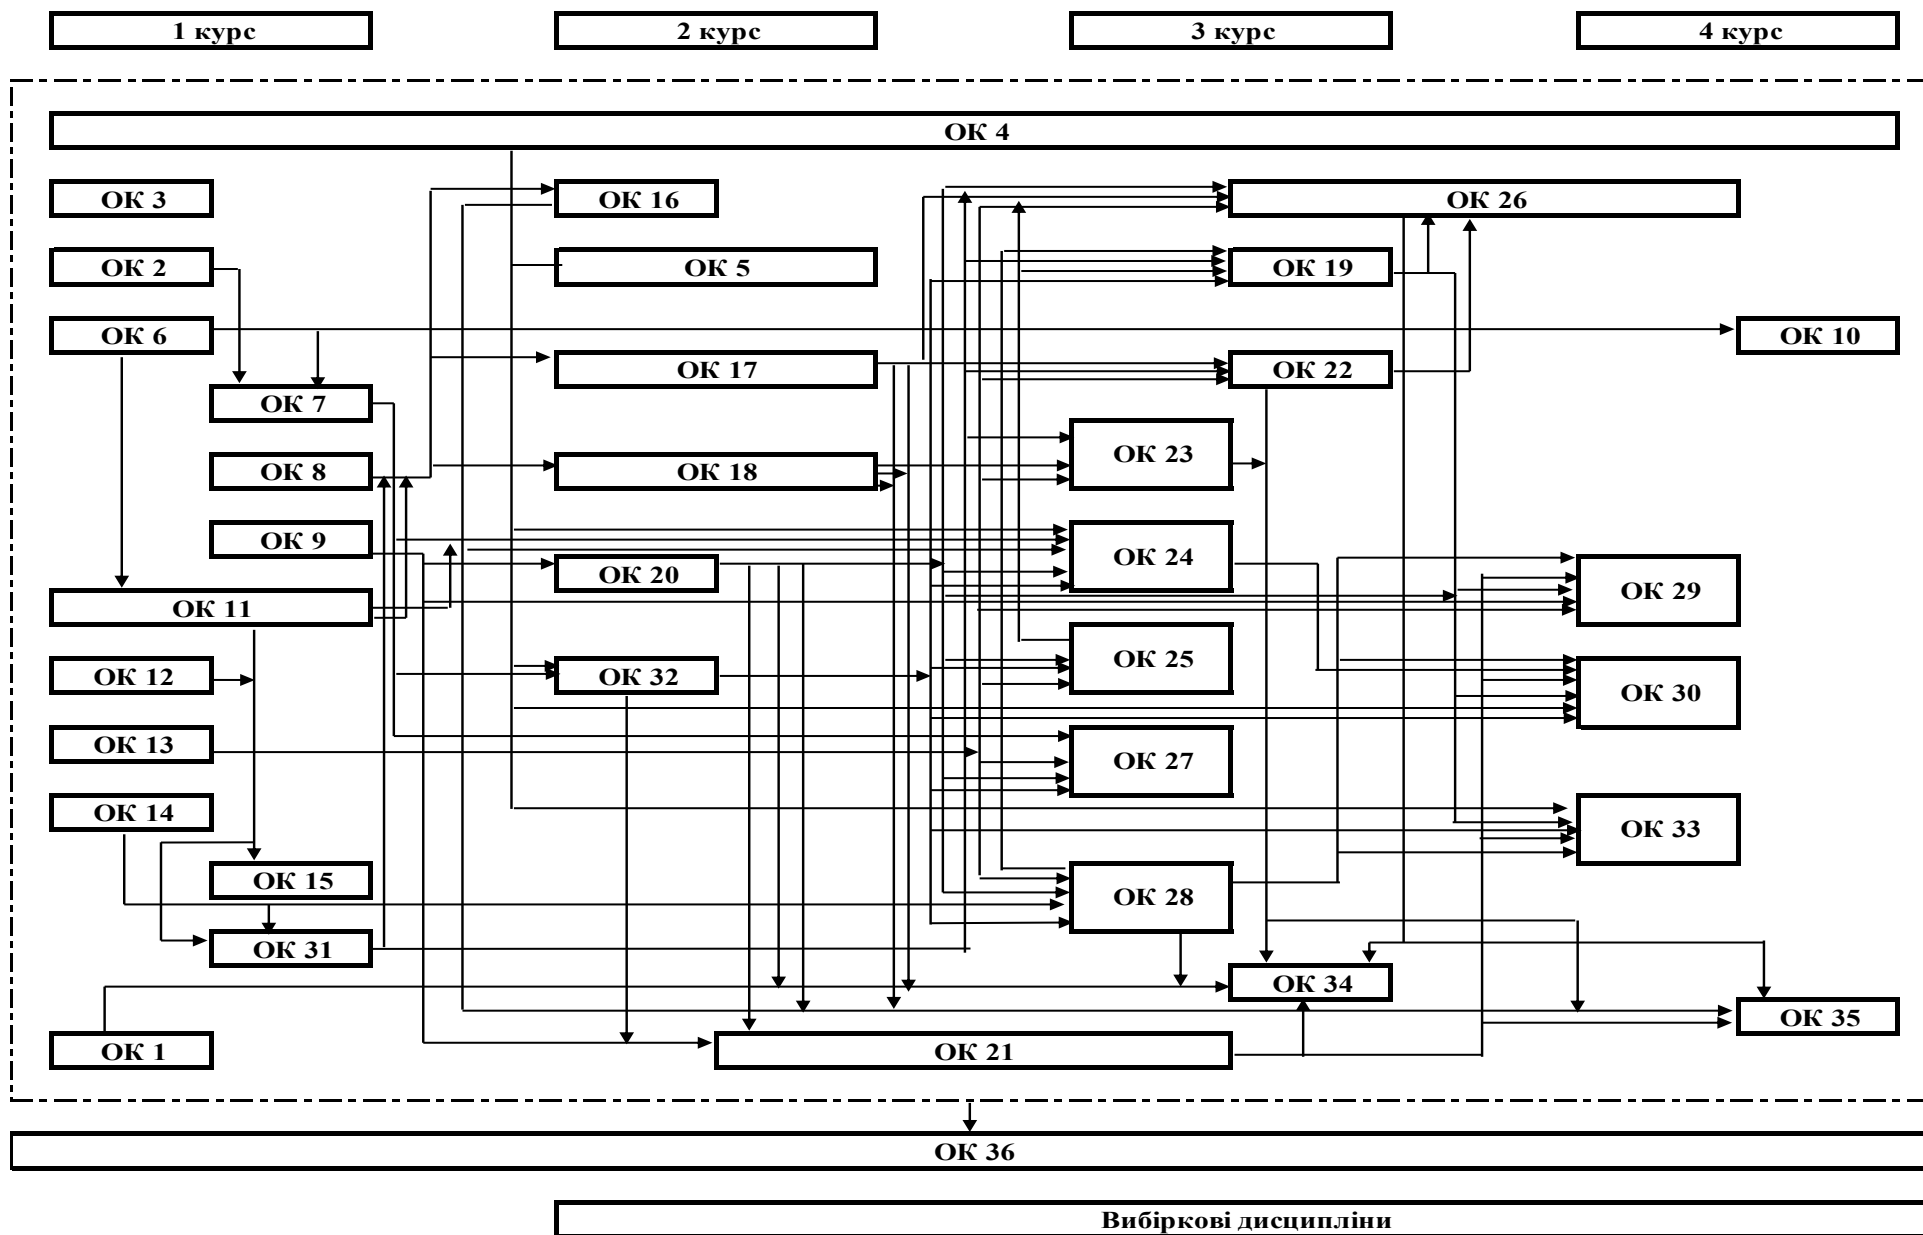 1 курс 2 курс 3 курс 4 курс
ОК 4
ОК 3 ОК 16 ОК 26
ОК 2 ОК 5 ОК 19
ОК 6 ОК 10
ОК 17 ОК 22
ОК 7
ОК 23
ОК 8 ОК 18
ОК 9
ОК 24
ОК 20
ОК 29
ОК 11
ОК 25
ОК 12 ОК 32
ОК 30
ОК 13
ОК 27
ОК 14
ОК 33
ОК 15
ОК 28
ОК 31
ОК 34
ОК 35
ОК 1 ОК 21
ОК 36
Вибіркові дисципліни